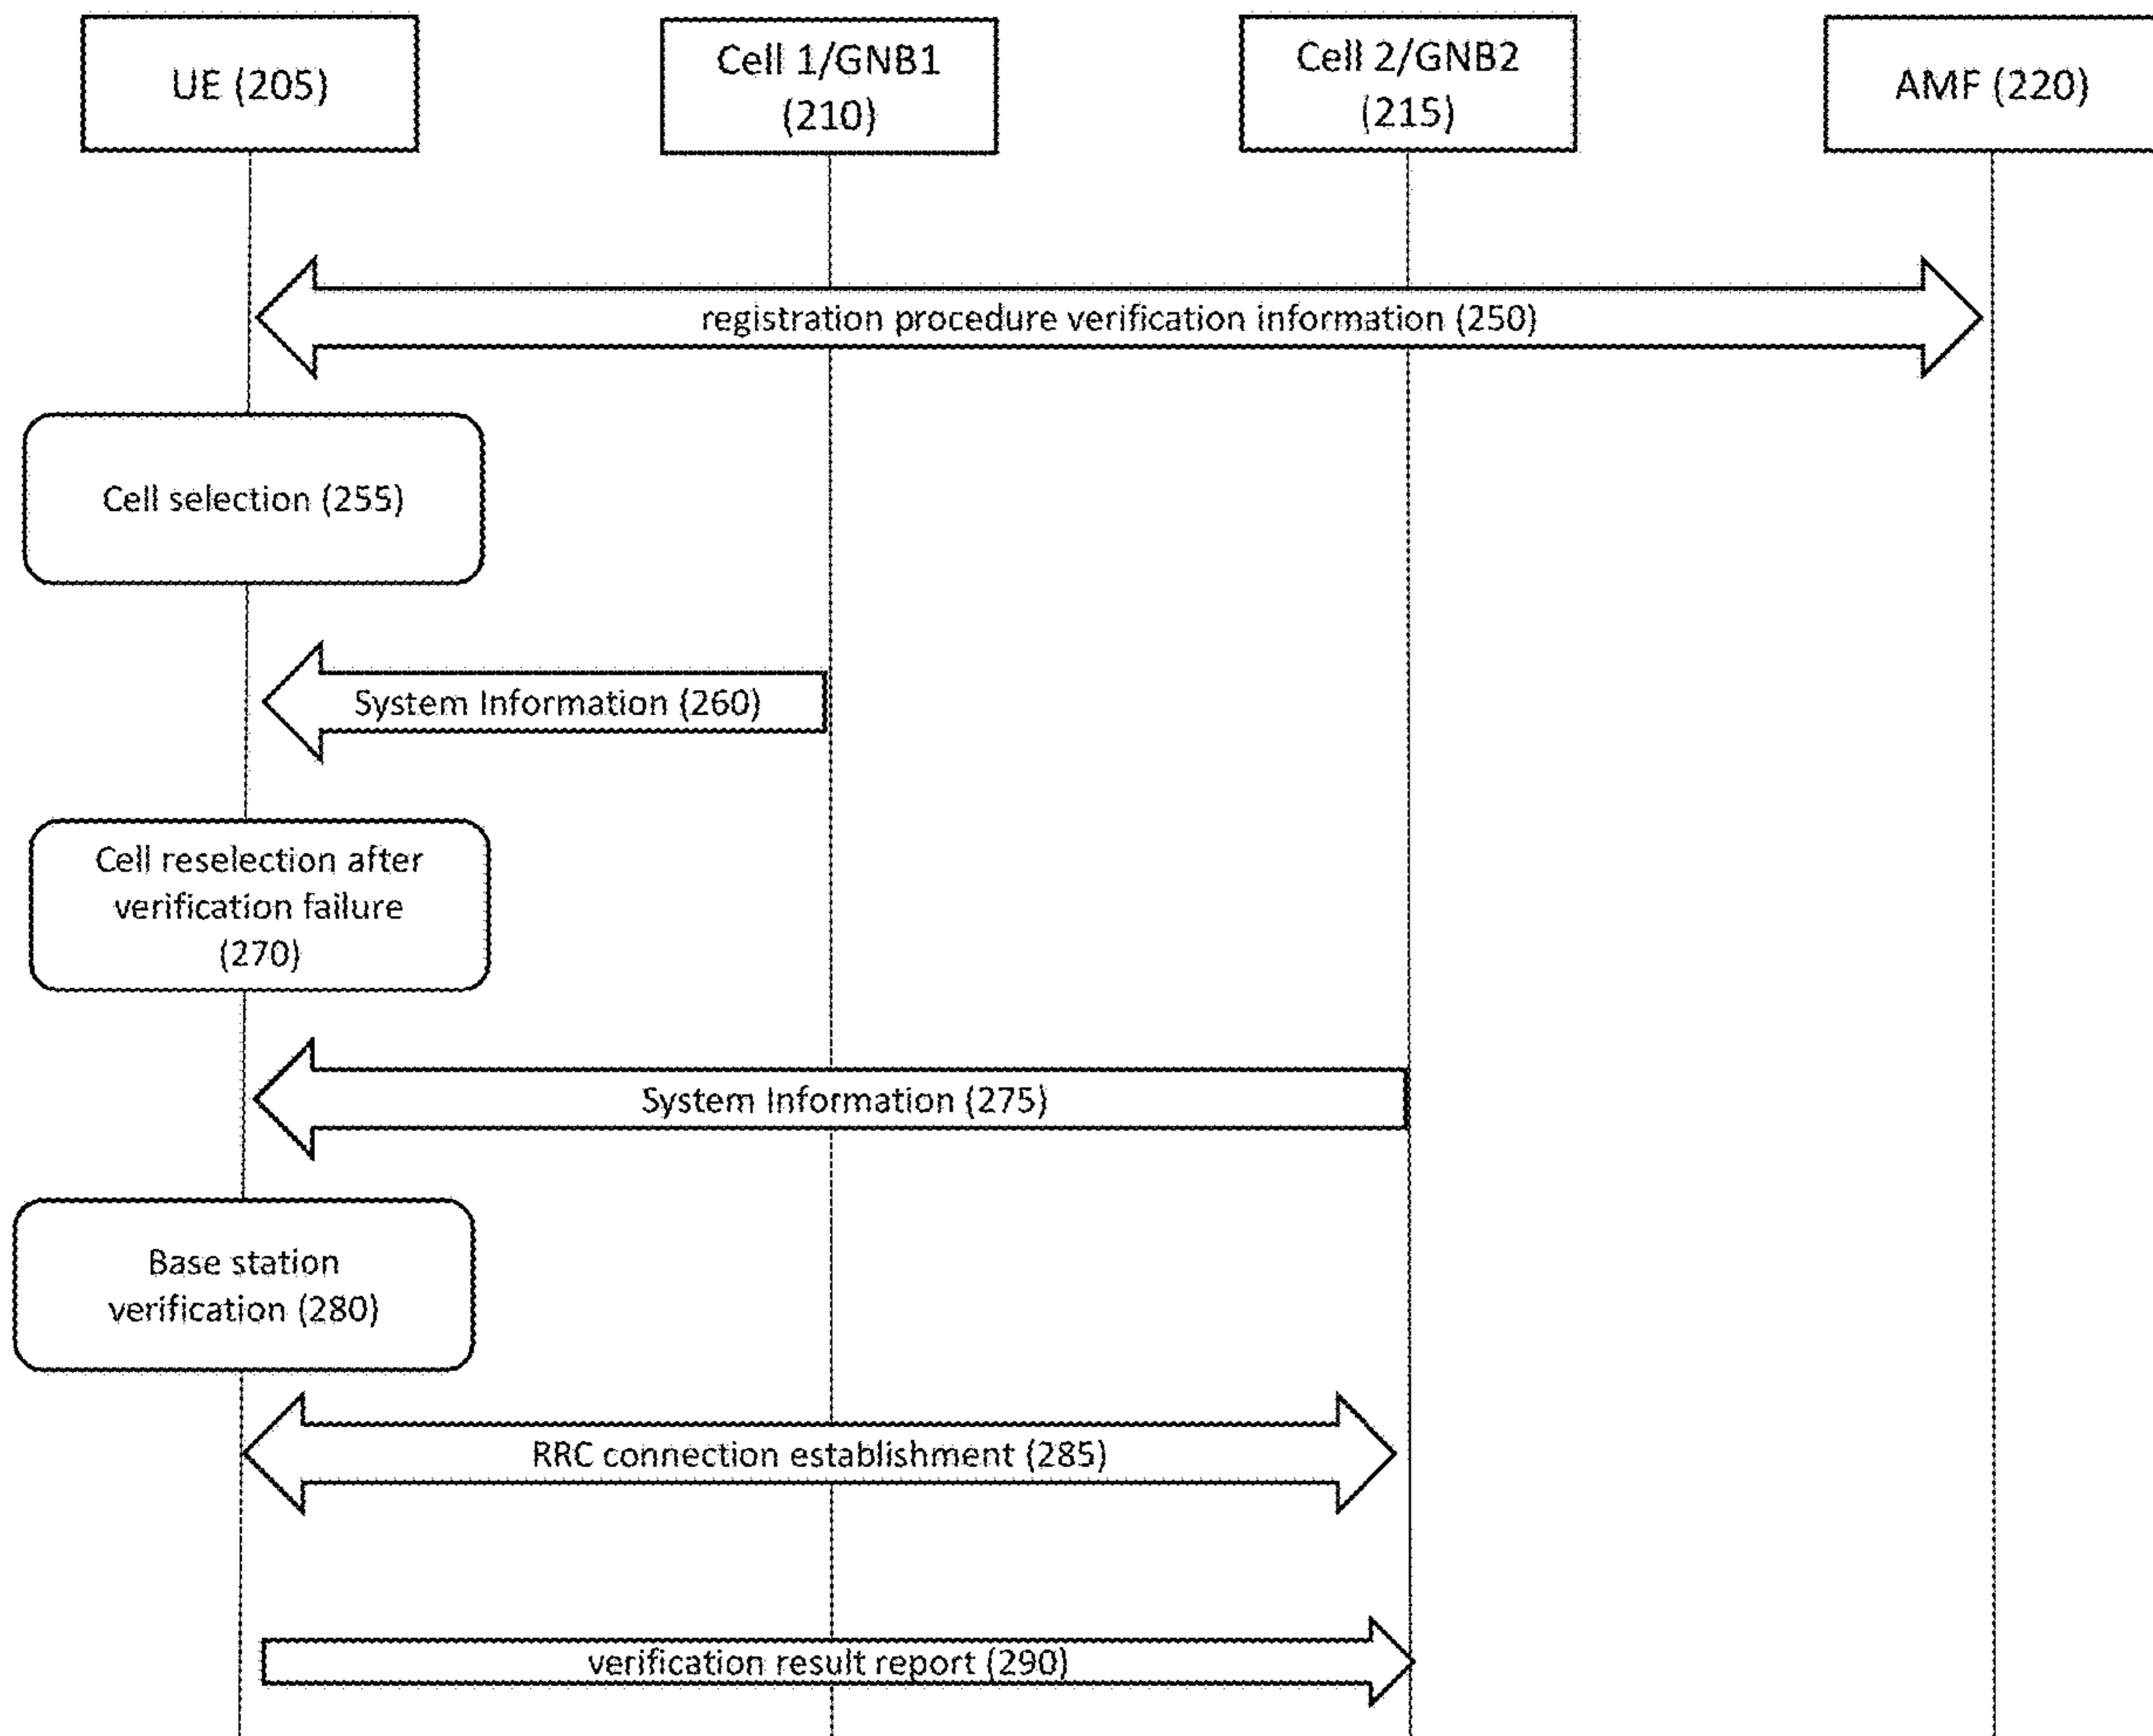 UE (205)
Cell 1/GNB1
(210)
Cell 2/GNB2
(215)
AMF (220)
registration procedure verification information (250)
Cell selection (255)
System Information (260)
Cell reselection after
verification failure
(270)
System Information (275)
Base station
verification (280)
RRC connection establishment (285)
verification result report (290)